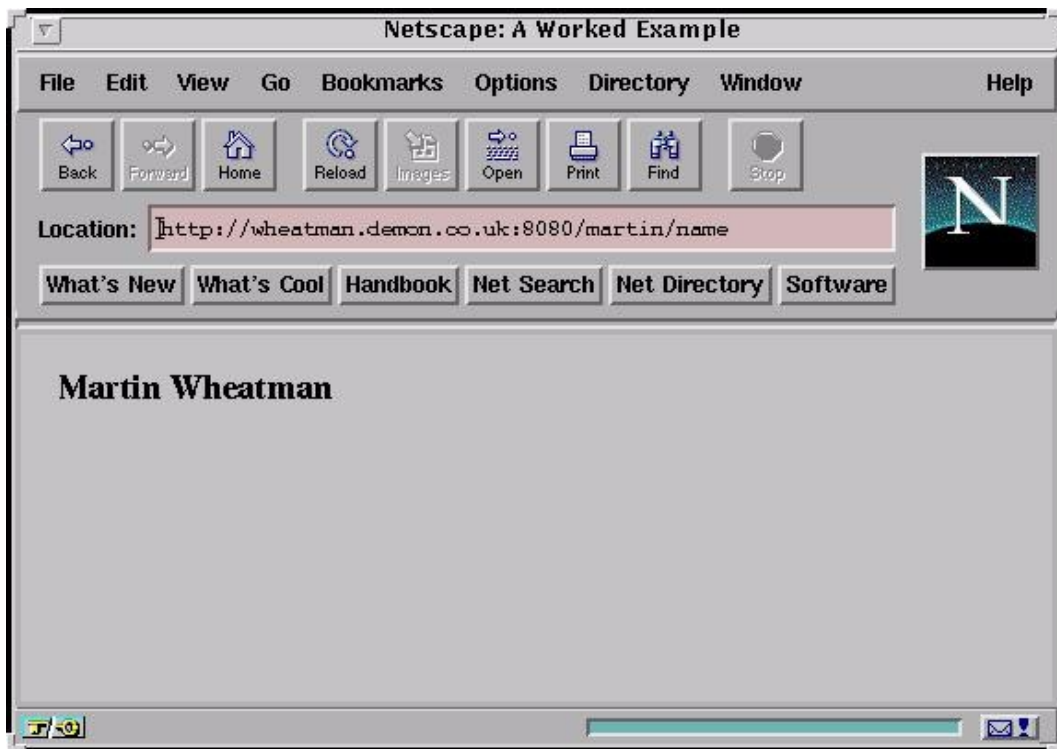 Netscape: A Worked Example
File Edit View Go Bookmarks Options Directory Window Help
Back Forward Home Reload Images Open Print Find Stop
N
Location: http://wheatman.demon.co.uk:8080/martin/name
What's New What's Cool Handbook Net Search Net Directory Software
Martin Wheatman